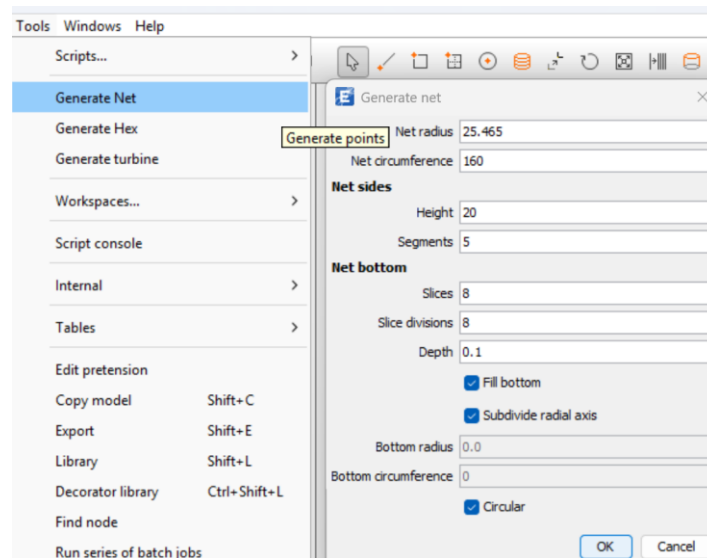 Tools Windows Help
Scripts... >
Generate Net
Generate Hex
Generate turbine
Workspaces... >
Script console
Internal >
Tables >
Edit pretension
Copy model Shift+C
Export Shift+E
Library Shift+L
Decorator library Ctrl+Shift+L
Find node
Run series of batch jobs
Generate points
Generate net
Net radius 25.465
Net circumference 160
Net sides
Height 20
Segments 5
Net bottom
Slices 8
Slice divisions 8
Depth 0.1
Fill bottom
Subdivide radial axis
Bottom radius 0.0
Bottom circumference 0
Circular
OK Cancel